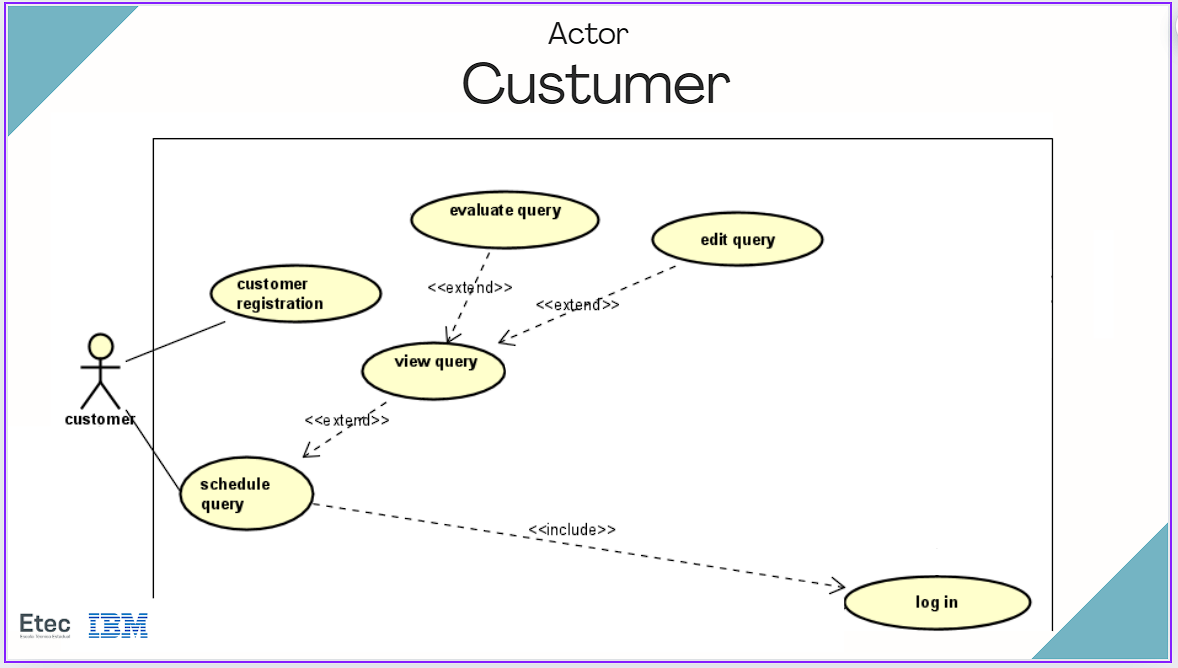 Actor
Custumer
evaluate query
edit query
<<extend>>
customer
registration
<<extend>>
view query
customer
<<extend>>
schedule
query
<<include>>
log in
Etec
IBM